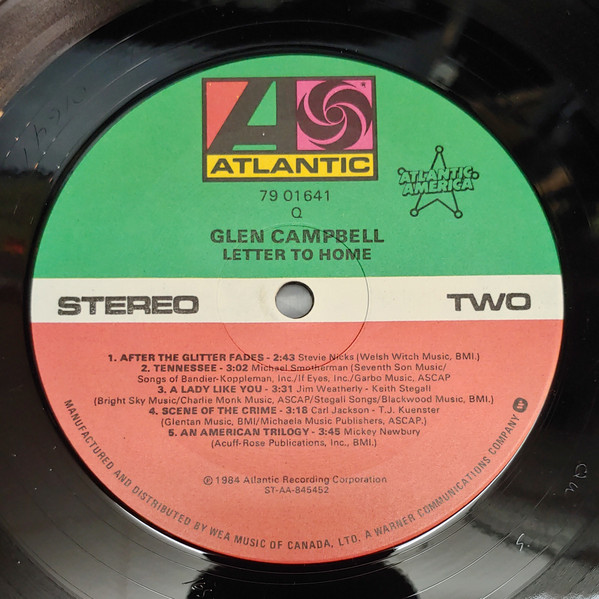 ATLANTIC
ATLANTIC
AMERICA
79 01641
Q
GLEN CAMPBELL
LETTER TO HOME
STEREO
TWO
1. AFTER THE GLITTER FADES - 2:43 Stevie Nicks (Welsh Witch Music, BMI.)
2. TENNESSEE - 3:02 Michael Smotherman (Seventh Son Music/
Songs of Bandier-Koppleman, Inc./If Eyes, Inc./Garbo Music, ASCAP
3. A LADY LIKE YOU - 3:31 Jim Weatherly - Keith Stegall
(Bright Sky Music/Charlie Monk Music, ASCAP/Stegall Songs/Blackwood Music, BMI.)
4. SCENE OF THE CRIME - 3:18 Carl Jackson - T.J. Kuenster
(Glentan Music, BMI/Michaela Music Publishers, ASCAP.)
5. AN AMERICAN TRILOGY - 3:45 Mickey Newbury
(Acuff-Rose Publications, Inc., BMI.)
℗ 1984 Atlantic Recording Corporation
ST-AA-845452
MANUFACTURED AND DISTRIBUTED BY WEA MUSIC OF CANADA, LTD. A WARNER COMMUNICATIONS COMPANY